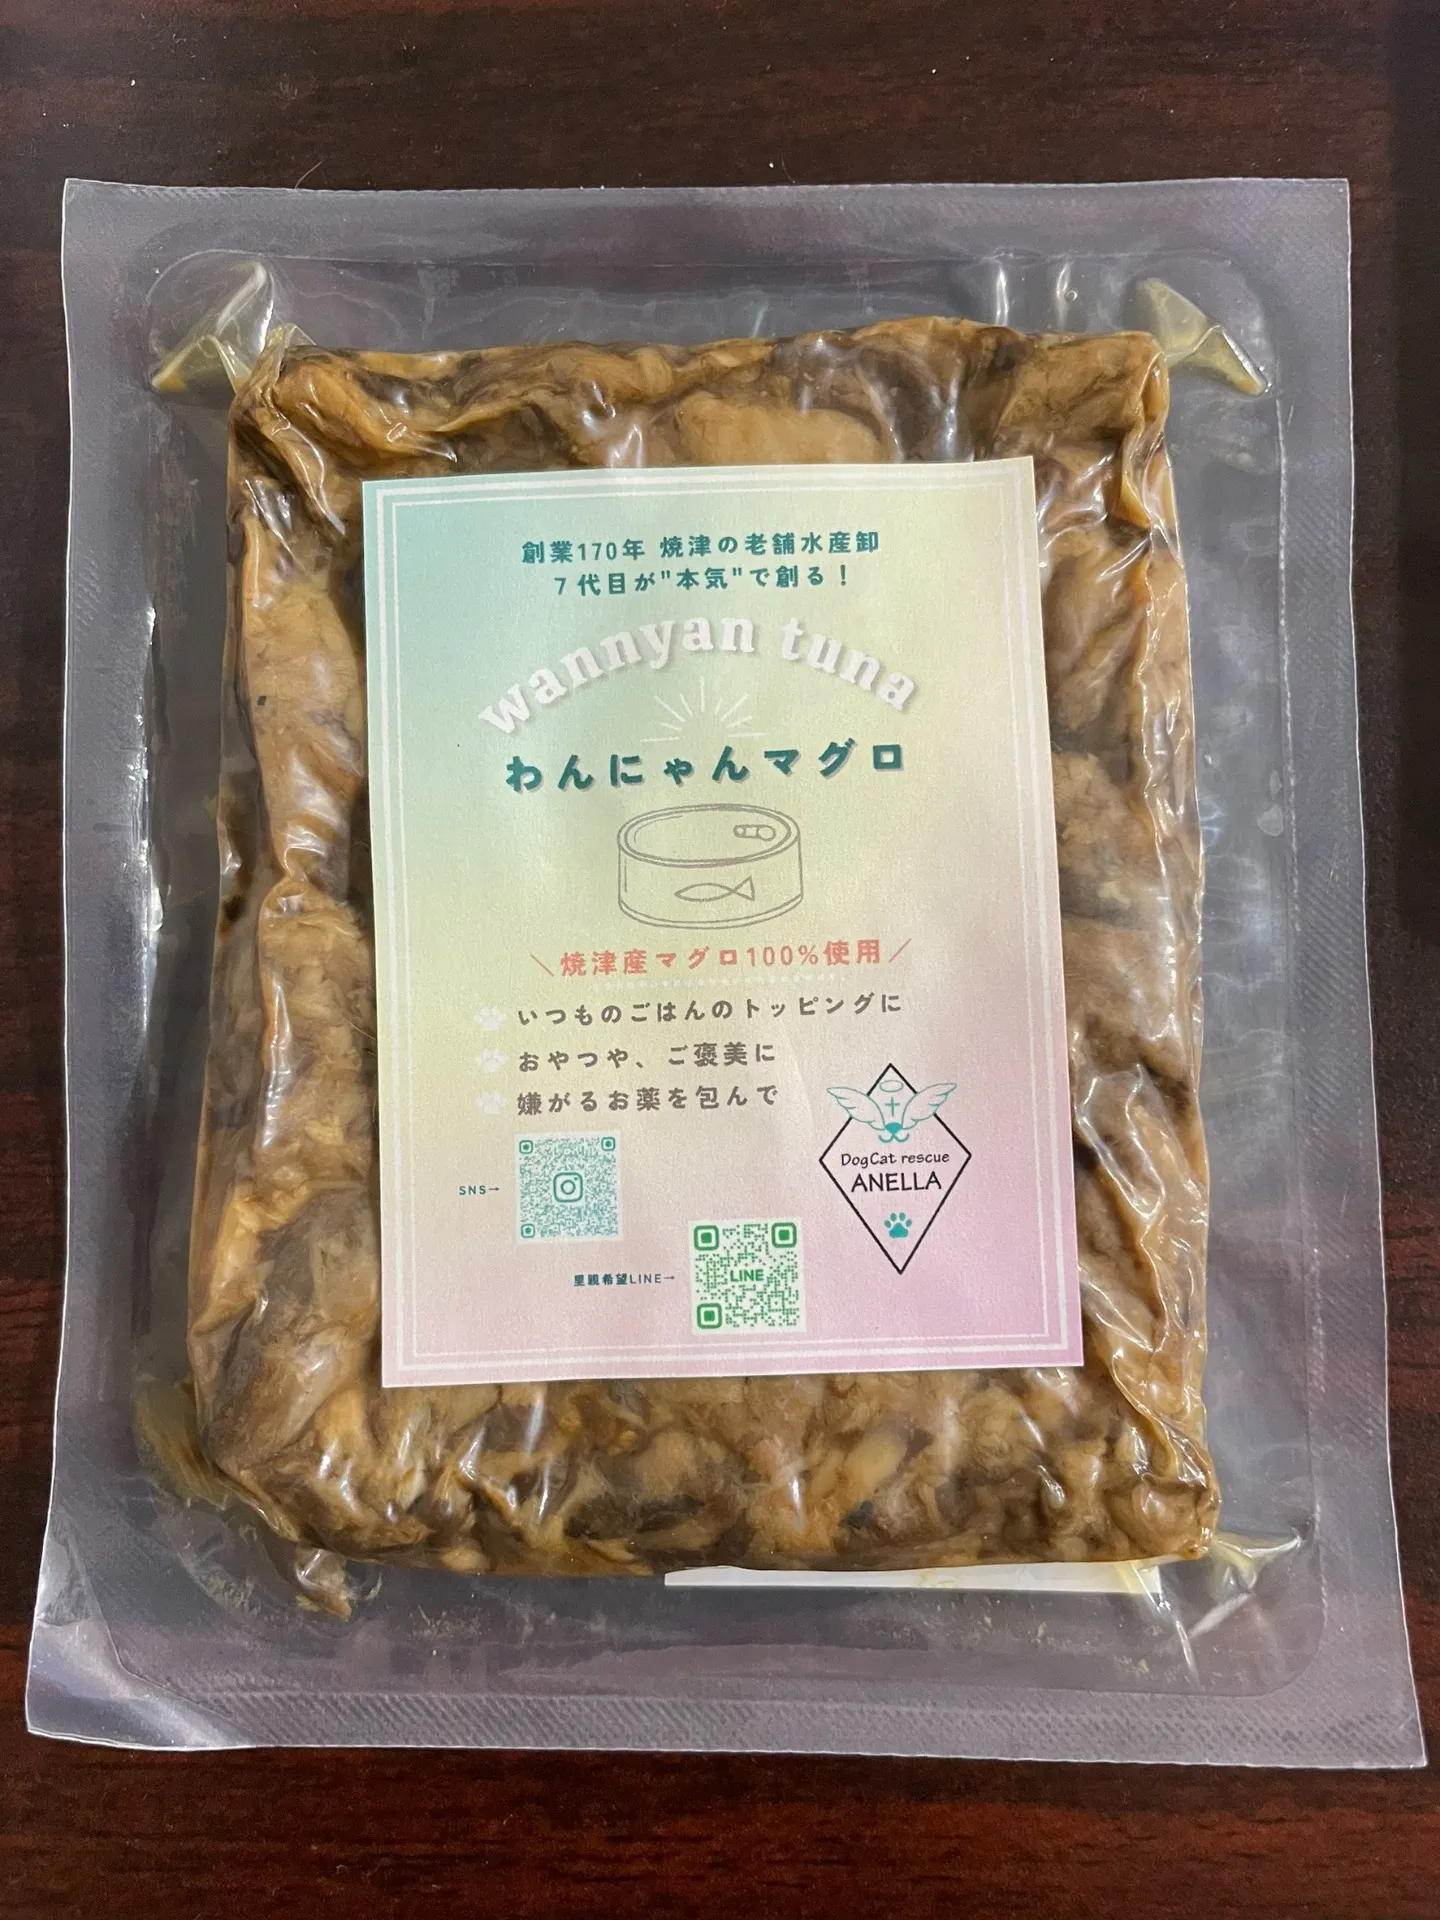 創業170年 焼津の老舗水産卸
7代目が"本気"で創る！
wannyan tuna
わんにゃんマグロ
＼焼津産マグロ100%使用／
いつものごはんのトッピングに
おやつや、ご褒美に
嫌がるお薬を包んで
DogCat rescue
ANELLA
SNS→
里親希望LINE→
LINE